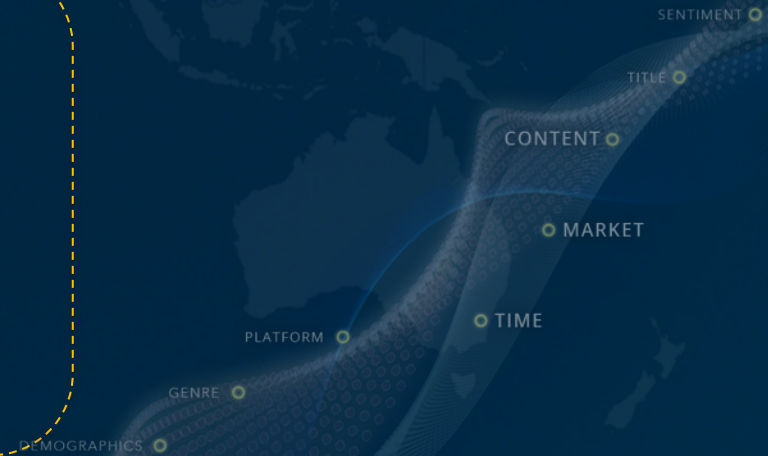 SENTIMENT
TITLE
CONTENT
MARKET
TIME
PLATFORM
GENRE
DEMOGRAPHICS